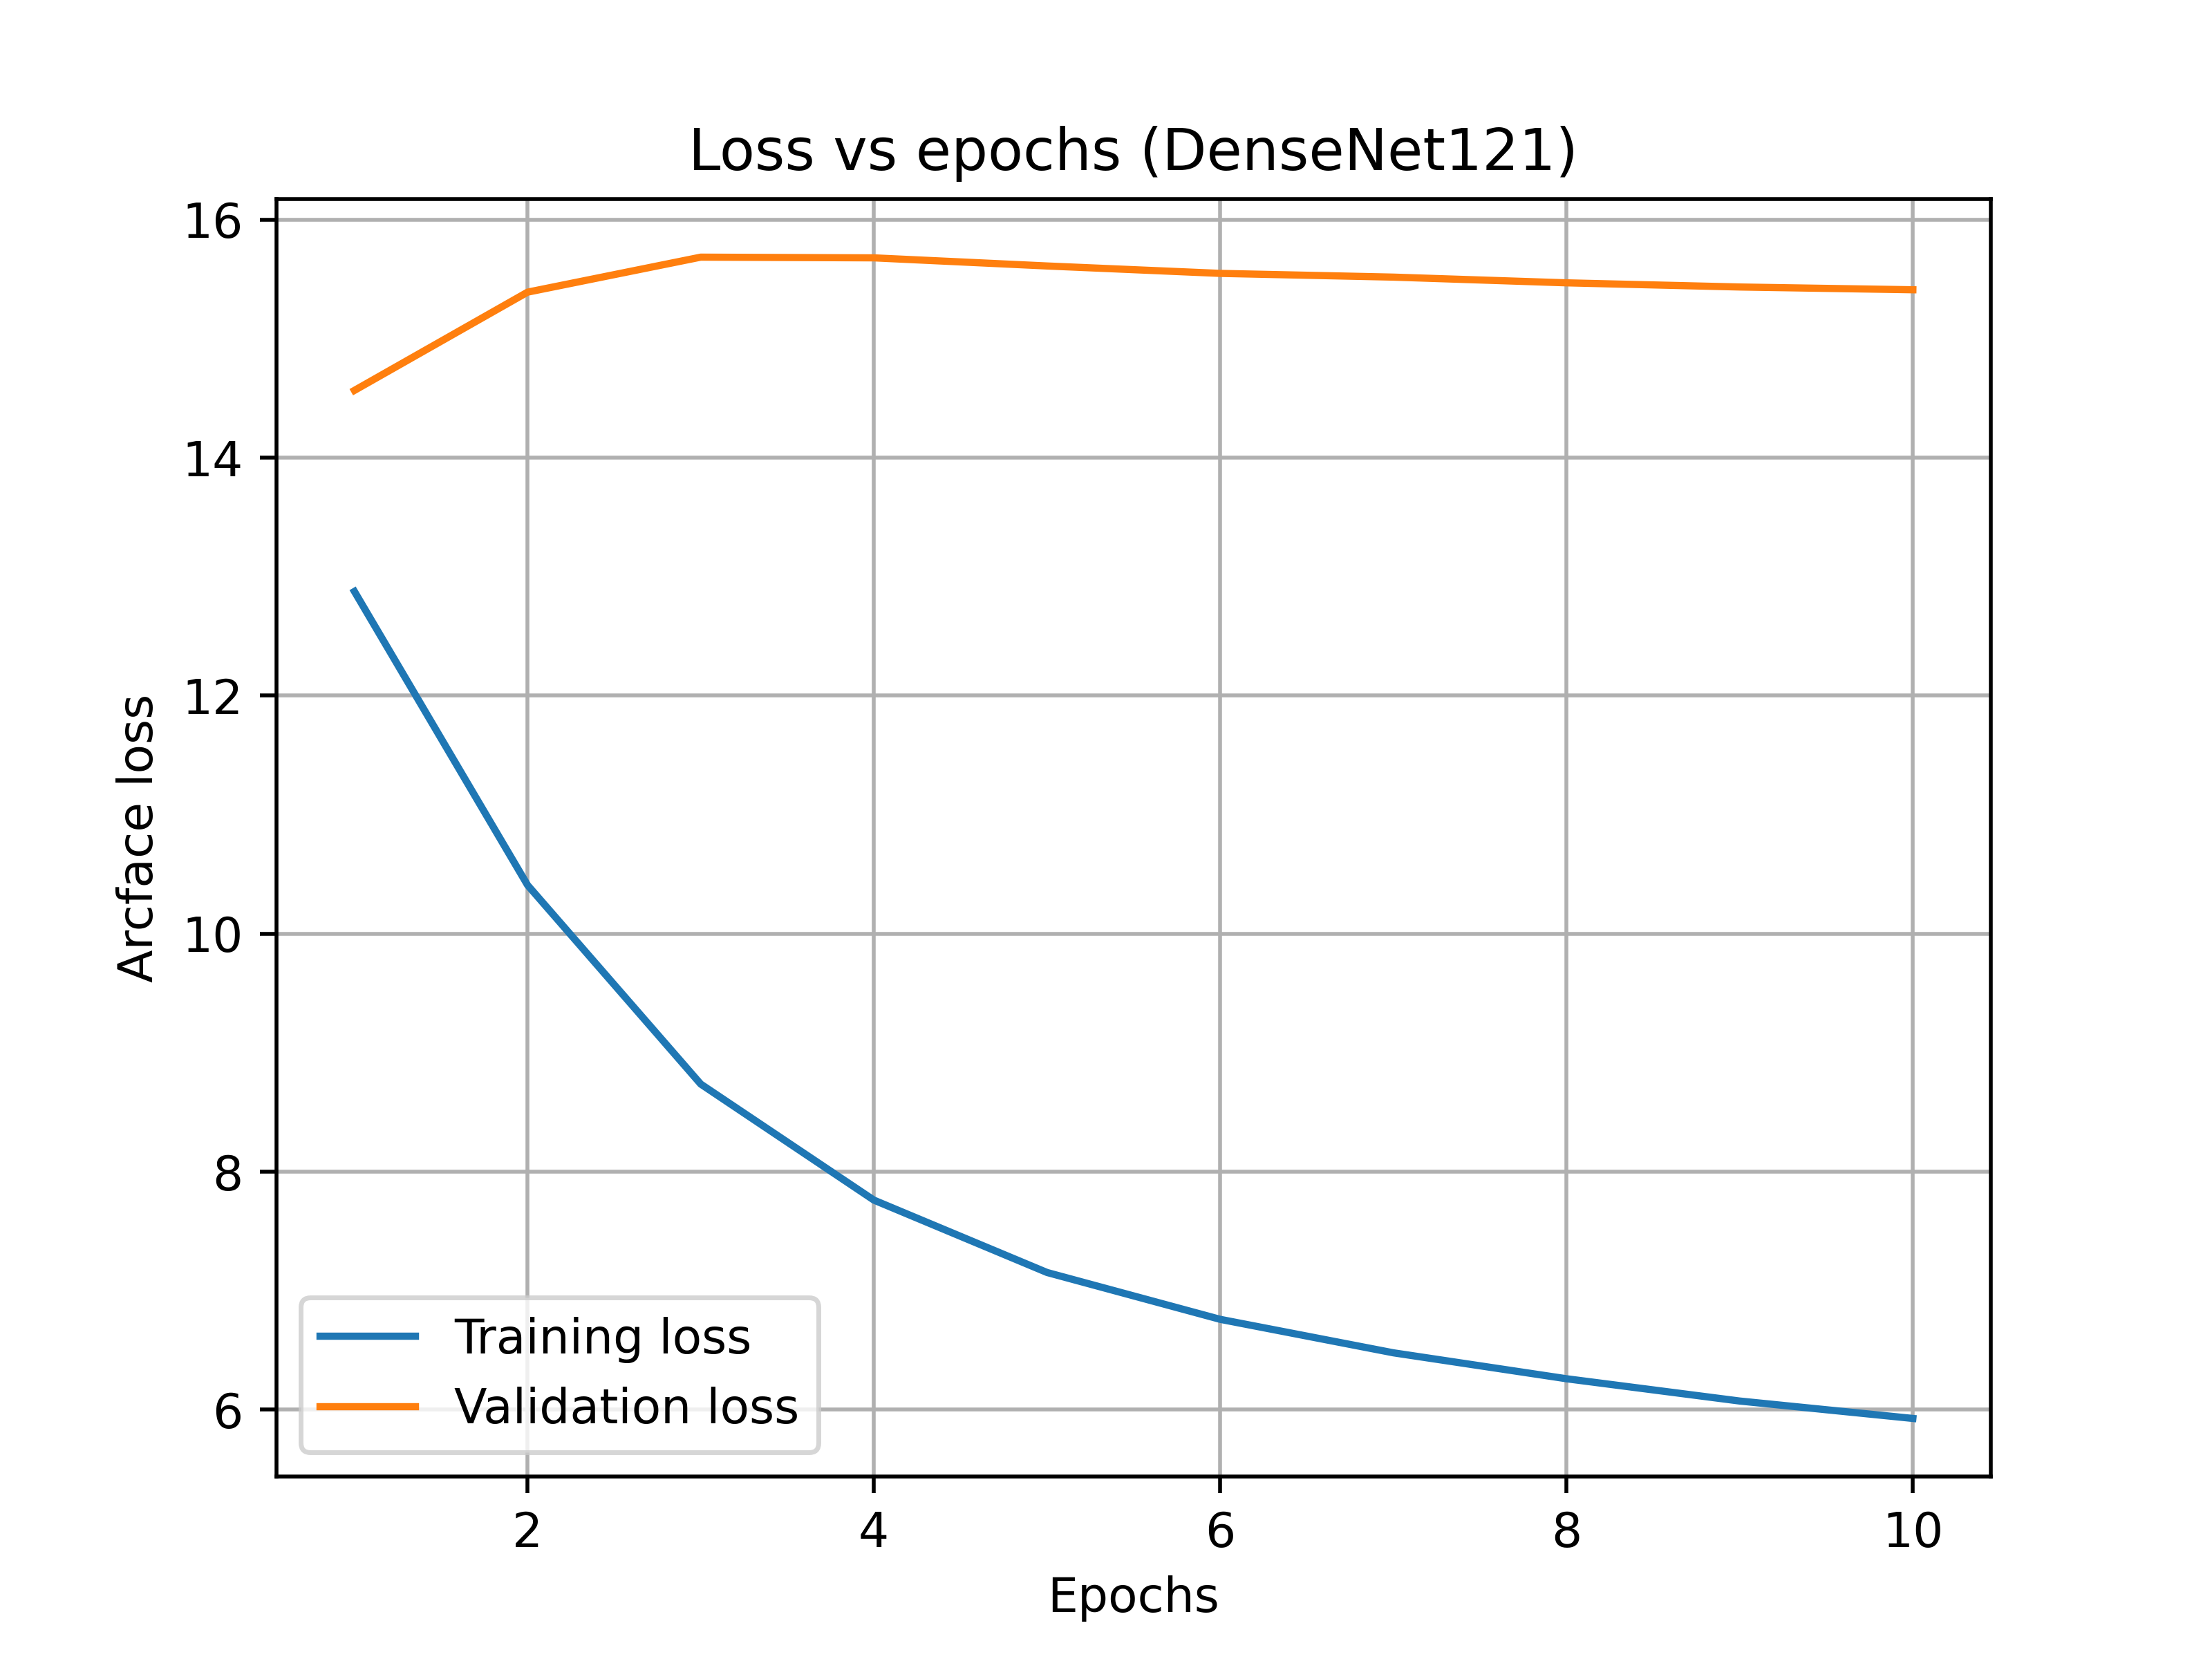 Loss vs epochs (DenseNet121)
16
14
12
10
8
6
Arcface loss
Training loss
Validation loss
2 4 6 8 10
Epochs